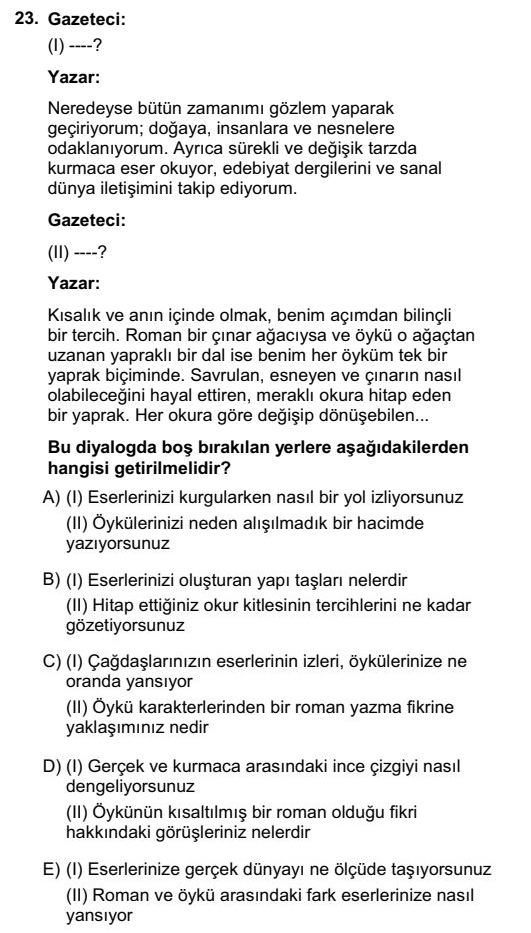 23. Gazeteci:
(I) ----?
Yazar:
Neredeyse bütün zamanımı gözlem yaparak
geçiriyorum; doğaya, insanlara ve nesnelere
odaklanıyorum. Ayrıca sürekli ve değişik tarzda
kurmaca eser okuyor, edebiyat dergilerini ve sanal
dünya iletişimini takip ediyorum.
Gazeteci:
(II) ----?
Yazar:
Kısalık ve anın içinde olmak, benim açımdan bilinçli
bir tercih. Roman bir çınar ağacıysa ve öykü o ağaçtan
uzanan yapraklı bir dal ise benim her öyküm tek bir
yaprak biçiminde. Savrulan, esneyen ve çınarın nasıl
olabileceğini hayal ettiren, meraklı okura hitap eden
bir yaprak. Her okura göre değişip dönüşebilen...
Bu diyalogda boş bırakılan yerlere aşağıdakilerden
hangisi getirilmelidir?
A) (I) Eserlerinizi kurgularken nasıl bir yol izliyorsunuz
(II) Öykülerinizi neden alışılmadık bir hacimde
yazıyorsunuz
B) (I) Eserlerinizi oluşturan yapı taşları nelerdir
(II) Hitap ettiğiniz okur kitlesinin tercihlerini ne kadar
gözetiyorsunuz
C) (I) Çağdaşlarınızın eserlerinin izleri, öykülerinize ne
oranda yansıyor
(II) Öykü karakterlerinden bir roman yazma fikrine
yaklaşımınız nedir
D) (I) Gerçek ve kurmaca arasındaki ince çizgiyi nasıl
dengeliyorsunuz
(II) Öykünün kısaltılmış bir roman olduğu fikri
hakkındaki görüşleriniz nelerdir
E) (I) Eserlerinize gerçek dünyayı ne ölçüde taşıyorsunuz
(II) Roman ve öykü arasındaki fark eserlerinize nasıl
yansıyor